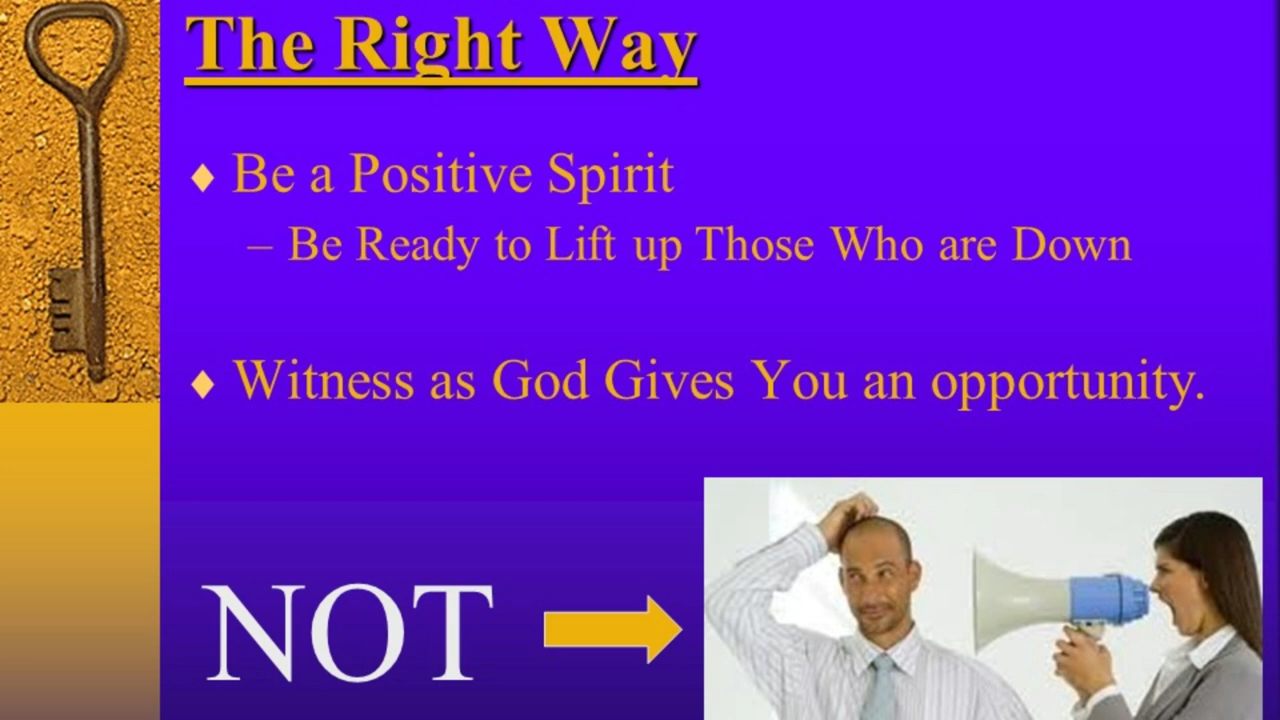 The Right Way
♦ Be a Positive Spirit
– Be Ready to Lift up Those Who are Down
♦ Witness as God Gives You an opportunity.
NOT